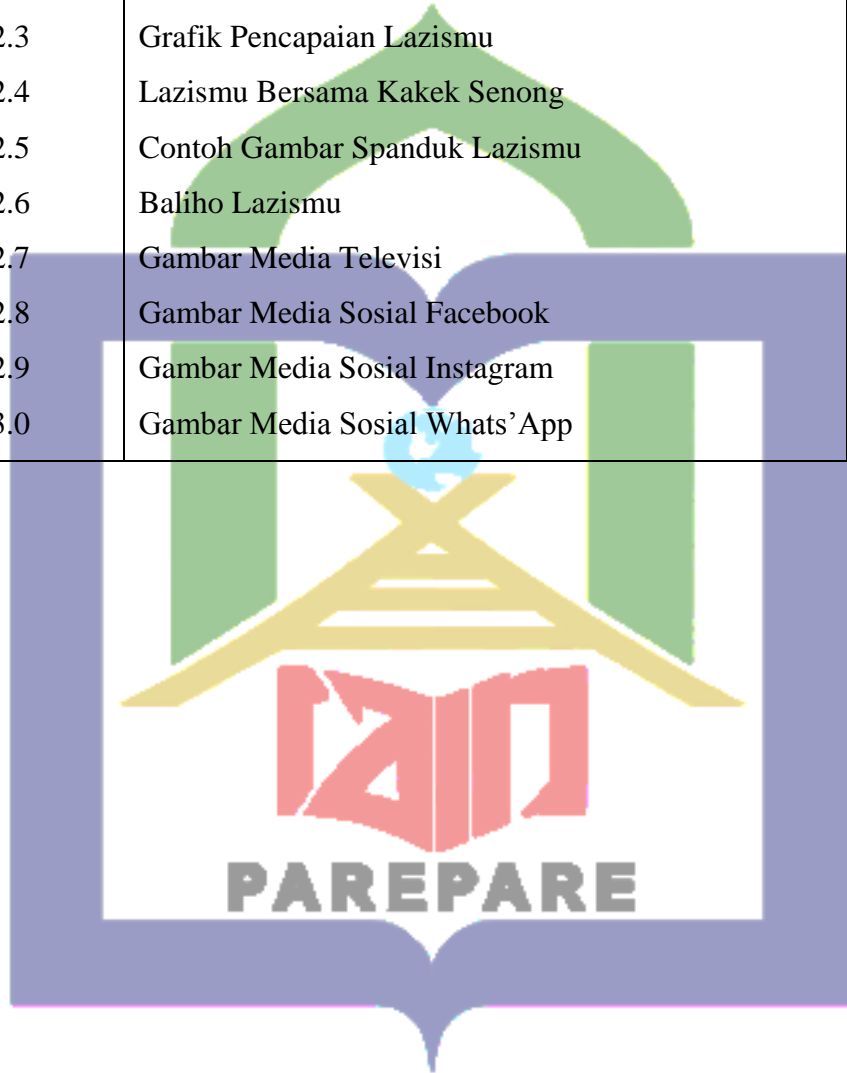 2.3 Grafik Pencapaian Lazismu
2.4 Lazismu Bersama Kakek Senong
2.5 Contoh Gambar Spanduk Lazismu
2.6 Baliho Lazismu
2.7 Gambar Media Televisi
2.8 Gambar Media Sosial Facebook
2.9 Gambar Media Sosial Instagram
3.0 Gambar Media Sosial Whats’App
iain
PAREPARE